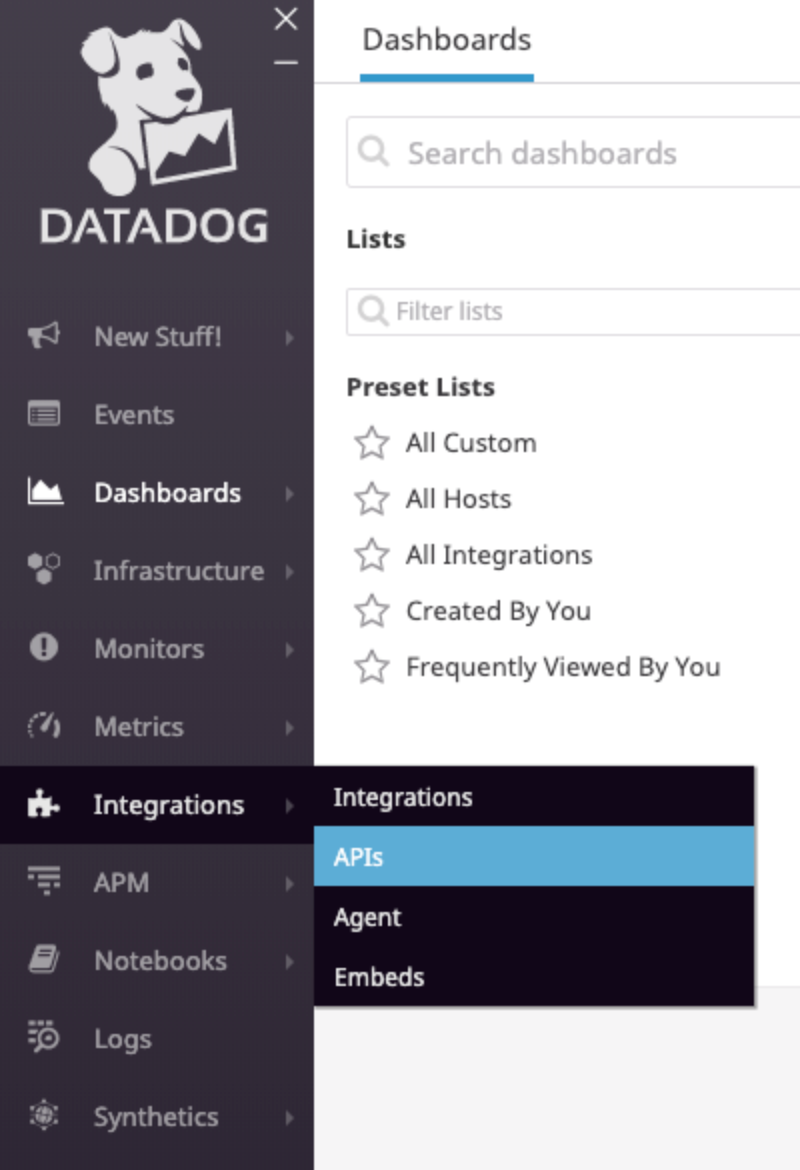 DATADOG
New Stuff!
Events
Dashboards
Infrastructure
Monitors
Metrics
Integrations
APM
Notebooks
Logs
Synthetics
Dashboards
Search dashboards
Lists
Filter lists
Preset Lists
All Custom
All Hosts
All Integrations
Created By You
Frequently Viewed By You
Integrations
APIs
Agent
Embeds